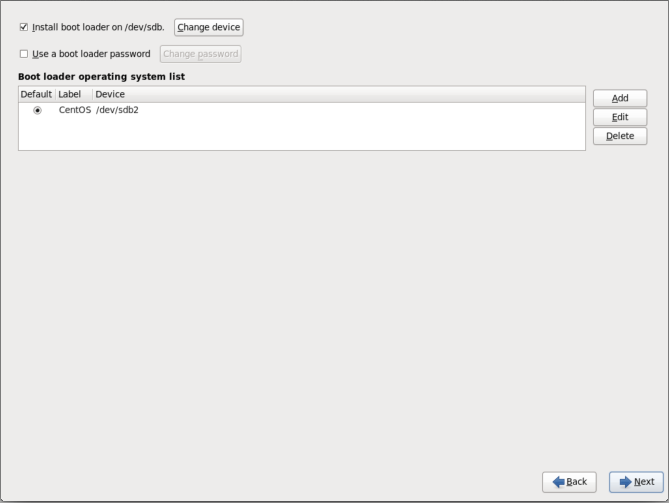 Install boot loader on /dev/sdb. Change device
Use a boot loader password Change password
Boot loader operating system list
Default Label Device
CentOS /dev/sdb2
Add
Edit
Delete
Back Next